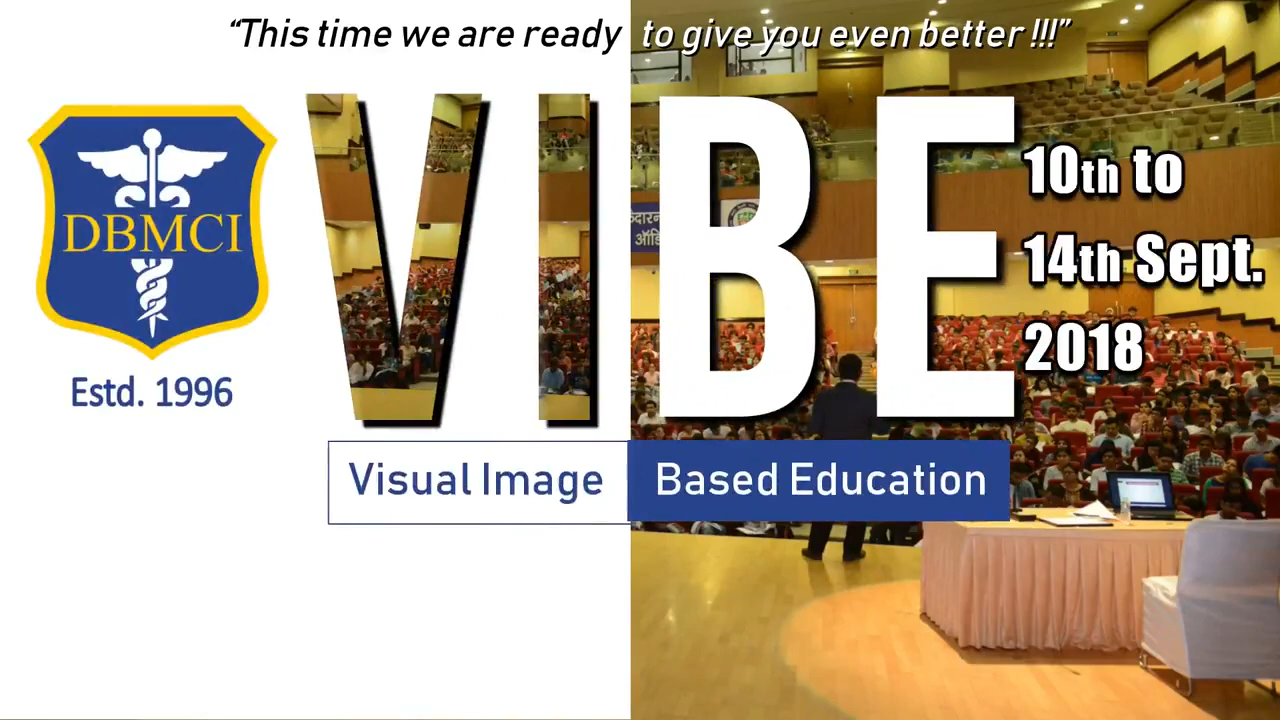 “This time we are ready to give you even better !!!”
VIBE
DBMCI
Estd. 1996
10th to
14th Sept.
2018
Visual Image Based Education